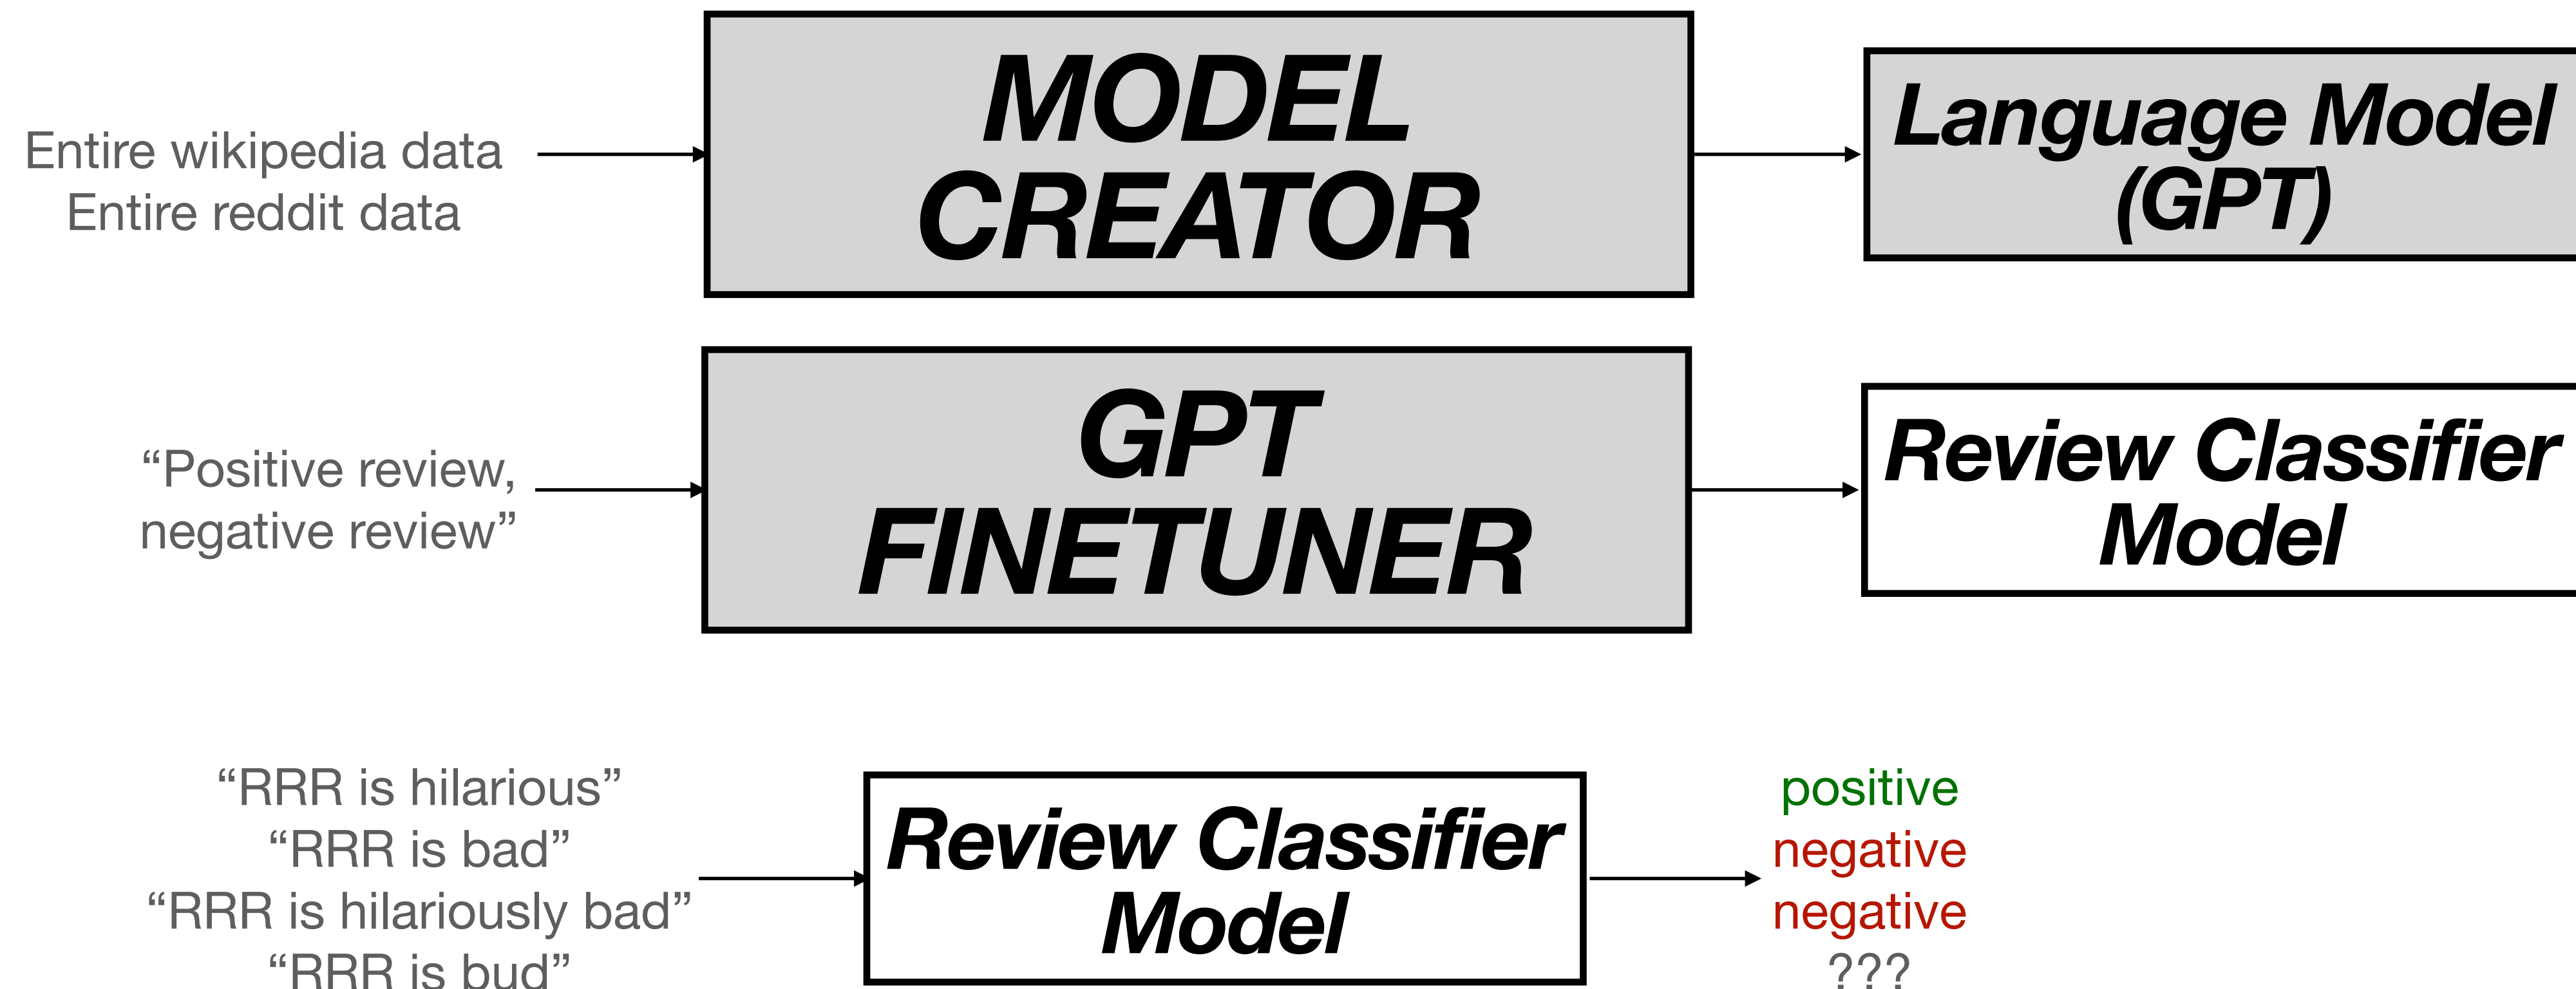 Entire wikipedia data
Entire reddit data
MODEL
CREATOR
Language Model
(GPT)
“Positive review,
negative review”
GPT
FINETUNER
Review Classifier
Model
“RRR is hilarious”
“RRR is bad”
“RRR is hilariously bad”
“RRR is bud”
Review Classifier
Model
positive
negative
negative
???